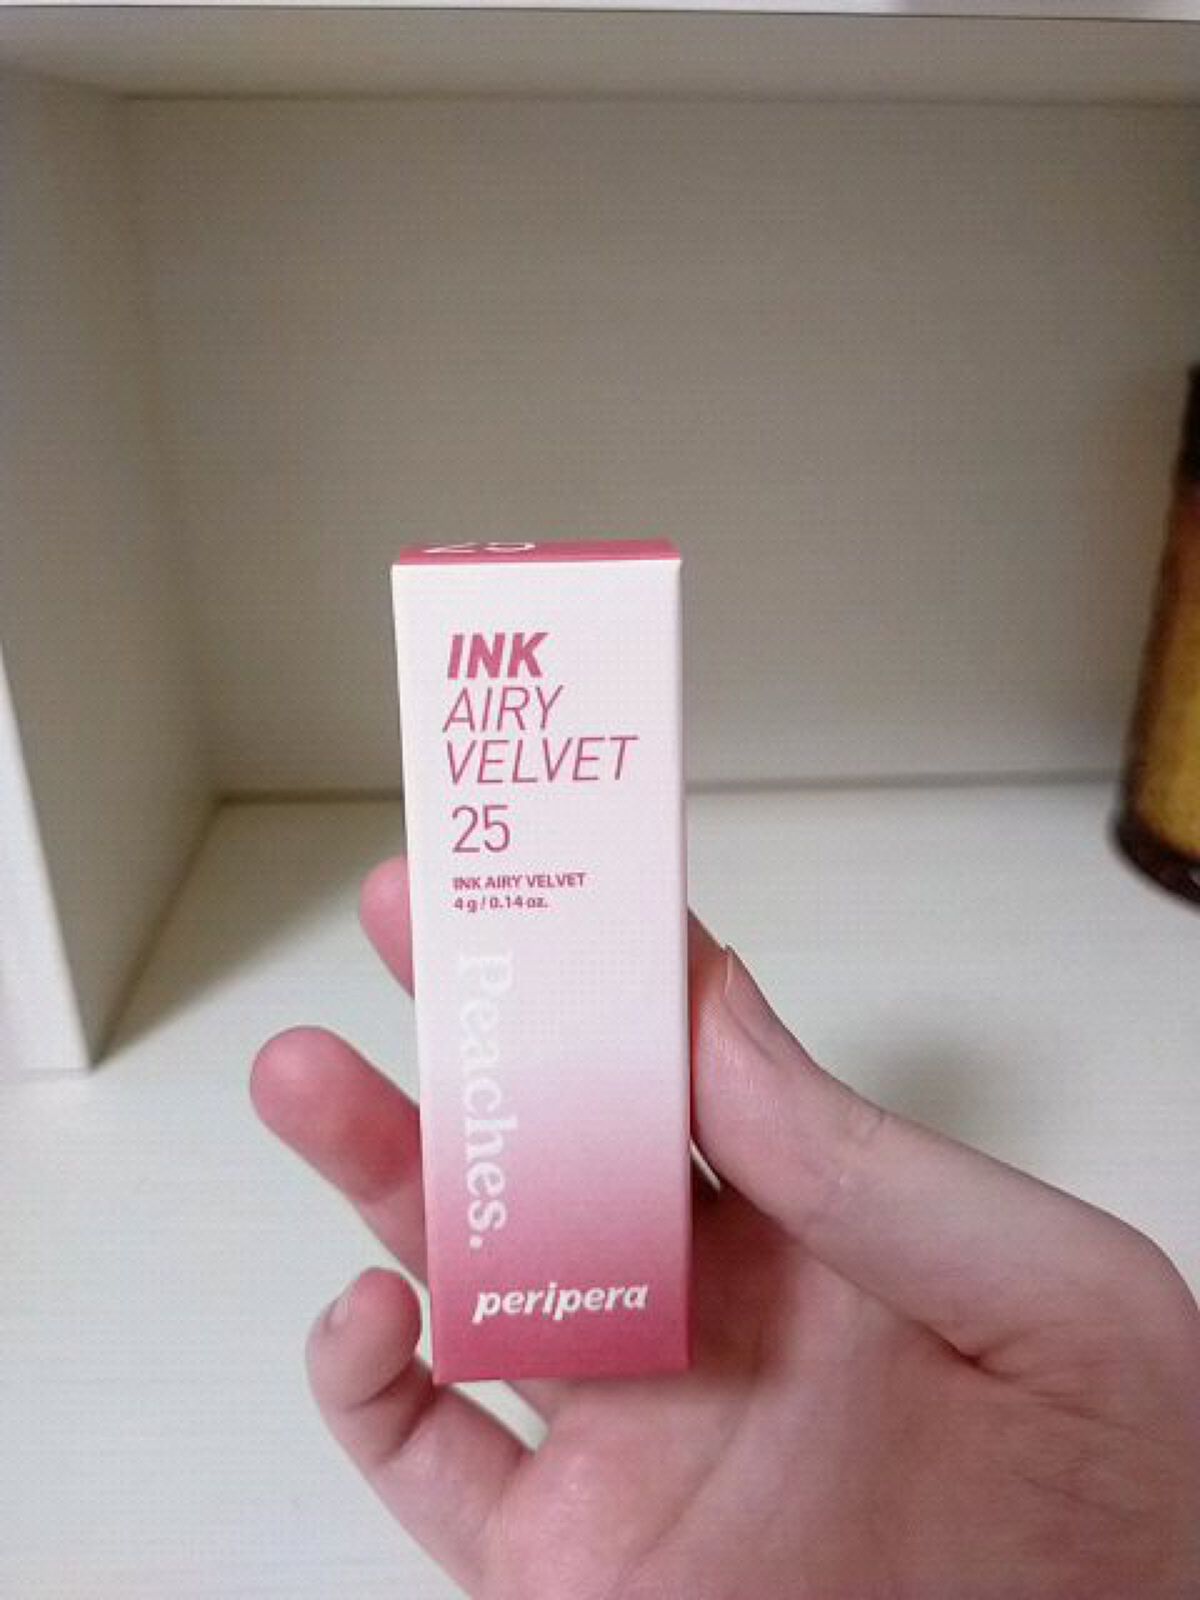 INK
AIRY
VELVET
25
INK AIRY VELVET
4 g / 0.14 oz.
Peaches.
peripera